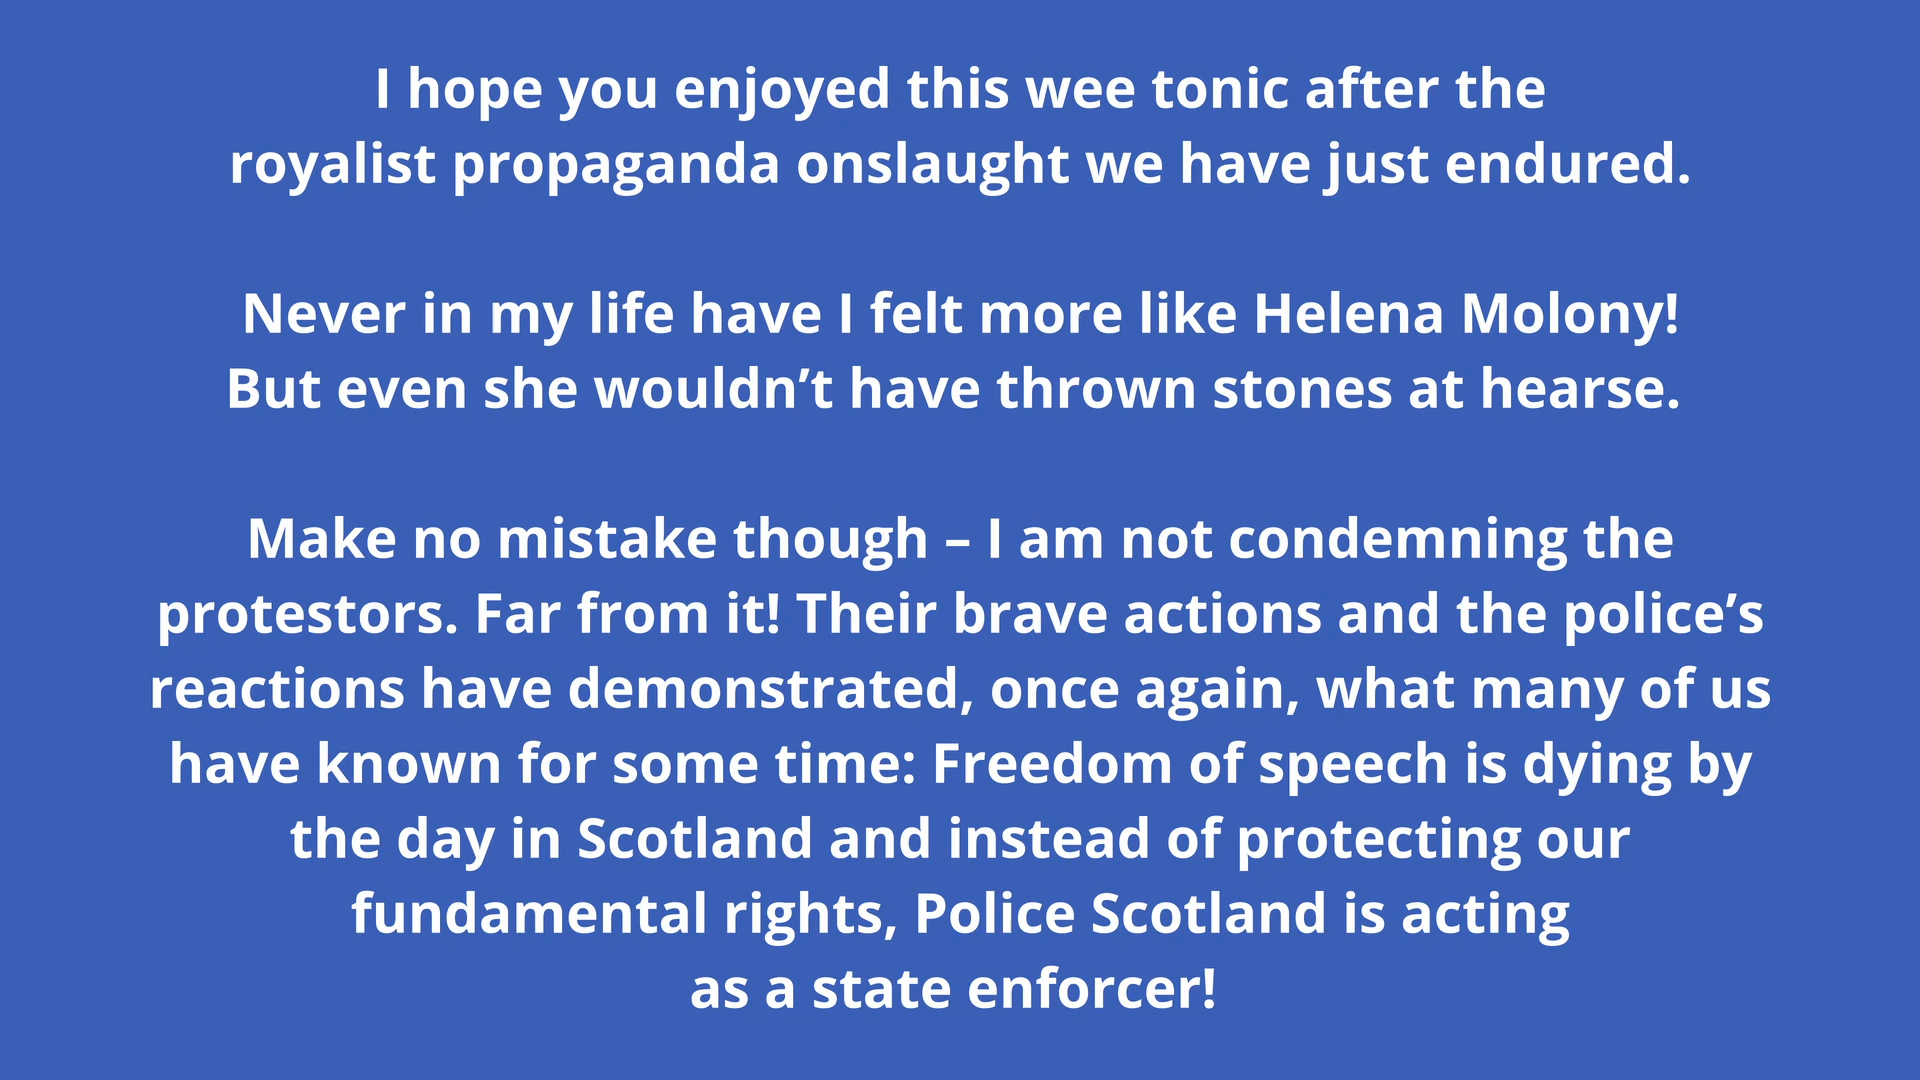 I hope you enjoyed this wee tonic after the
royalist propaganda onslaught we have just endured.
Never in my life have I felt more like Helena Molony!
But even she wouldn’t have thrown stones at hearse.
Make no mistake though – I am not condemning the
protestors. Far from it! Their brave actions and the police’s
reactions have demonstrated, once again, what many of us
have known for some time: Freedom of speech is dying by
the day in Scotland and instead of protecting our
fundamental rights, Police Scotland is acting
as a state enforcer!